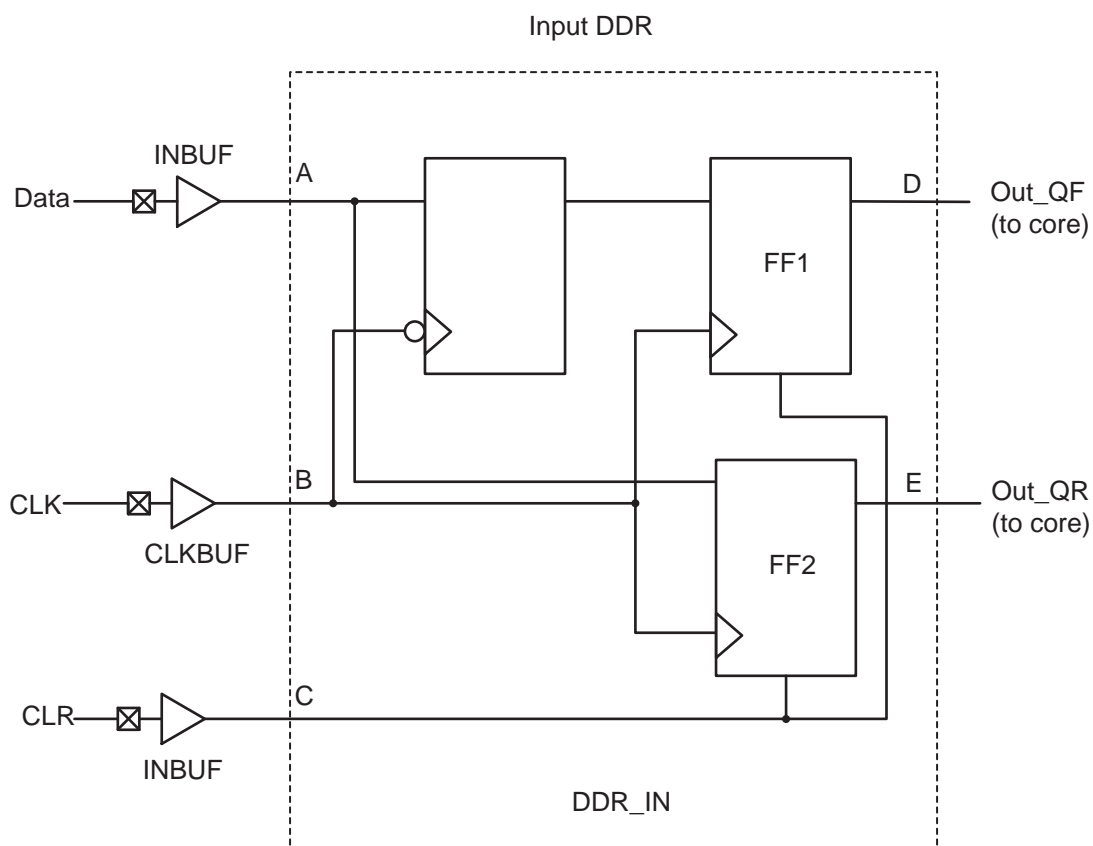 Input DDR
INBUF
A
Data
D
Out_QF
(to core)
FF1
B
CLK
E
Out_QR
(to core)
CLKBUF
FF2
C
CLR
INBUF
DDR_IN